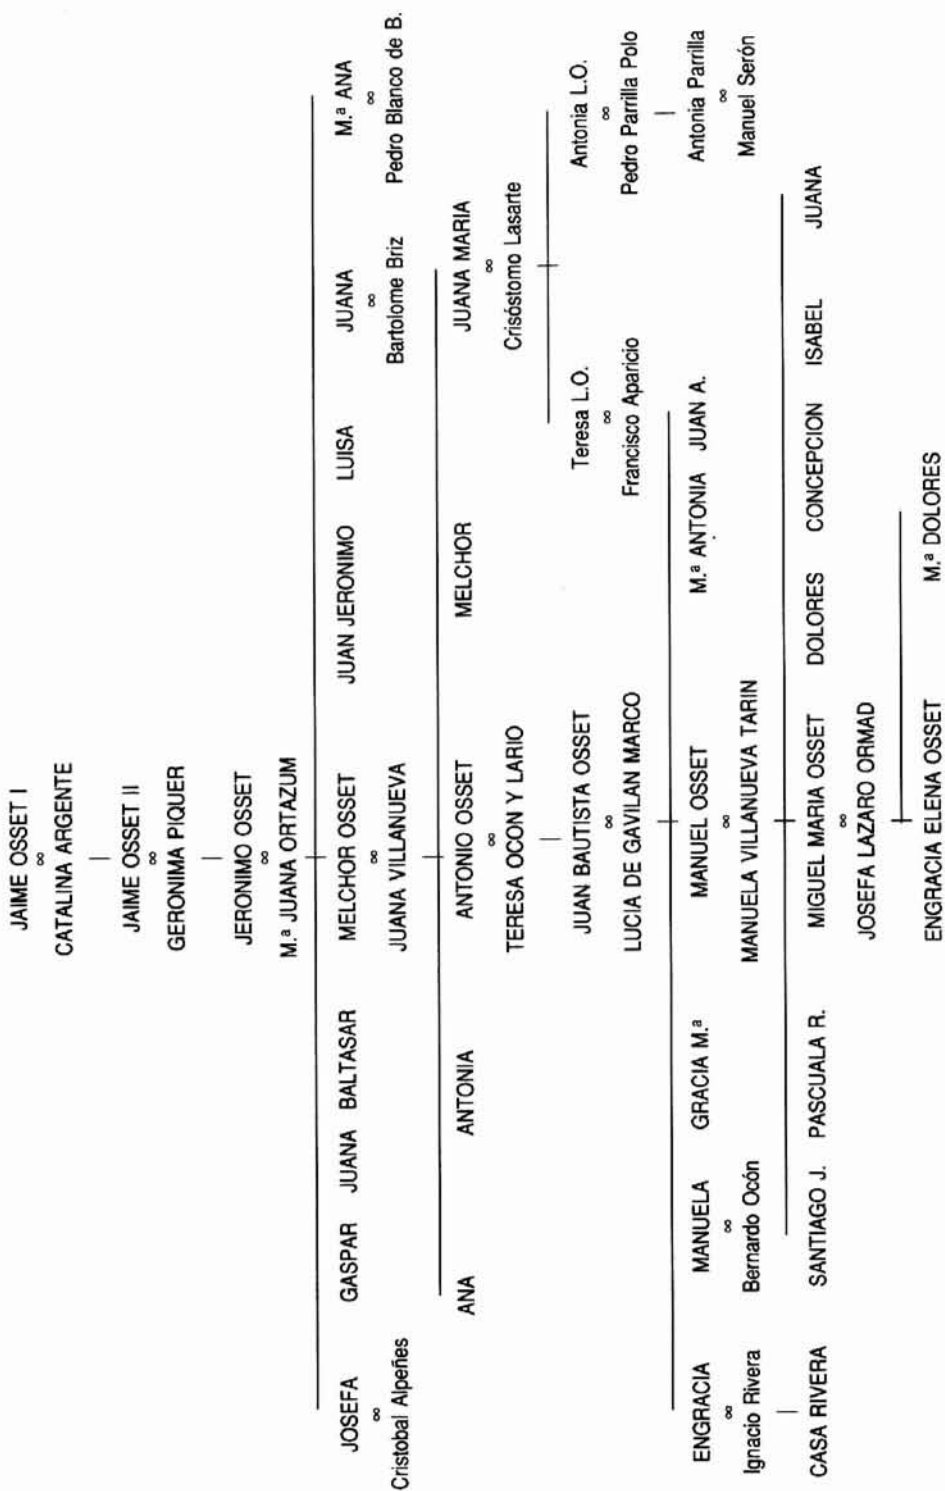 JAIME OSSET I
∞
CATALINA ARGENTE
JAIME OSSET II
∞
GERONIMA PIQUER
JERONIMO OSSET
∞
M.ª JUANA ORTAZUM
JOSEFA GASPAR JUANA BALTASAR MELCHOR OSSET JUAN JERONIMO LUISA JUANA M.ª ANA
∞ ∞ ∞ ∞
Cristobal Alpeñes JUANA VILLANUEVA Bartolome Briz Pedro Blanco de B.
ANA ANTONIA ANTONIO OSSET MELCHOR JUANA MARIA
∞ ∞
TERESA OCON Y LARIO Crisóstomo Lasarte
JUAN BAUTISTA OSSET Teresa L.O. Antonia L.O.
∞ ∞ ∞
LUCIA DE GAVILAN MARCO Francisco Aparicio Pedro Parrilla Polo
ENGRACIA MANUELA GRACIA M.ª MANUEL OSSET M.ª ANTONIA JUAN A. Antonia Parrilla
∞ ∞ ∞ ∞
Ignacio Rivera Bernardo Ocón MANUELA VILLANUEVA TARIN Manuel Serón
CASA RIVERA SANTIAGO J. PASCUALA R. MIGUEL MARIA OSSET DOLORES CONCEPCION ISABEL JUANA
∞
JOSEFA LAZARO ORMAD
ENGRACIA ELENA OSSET M.ª DOLORES